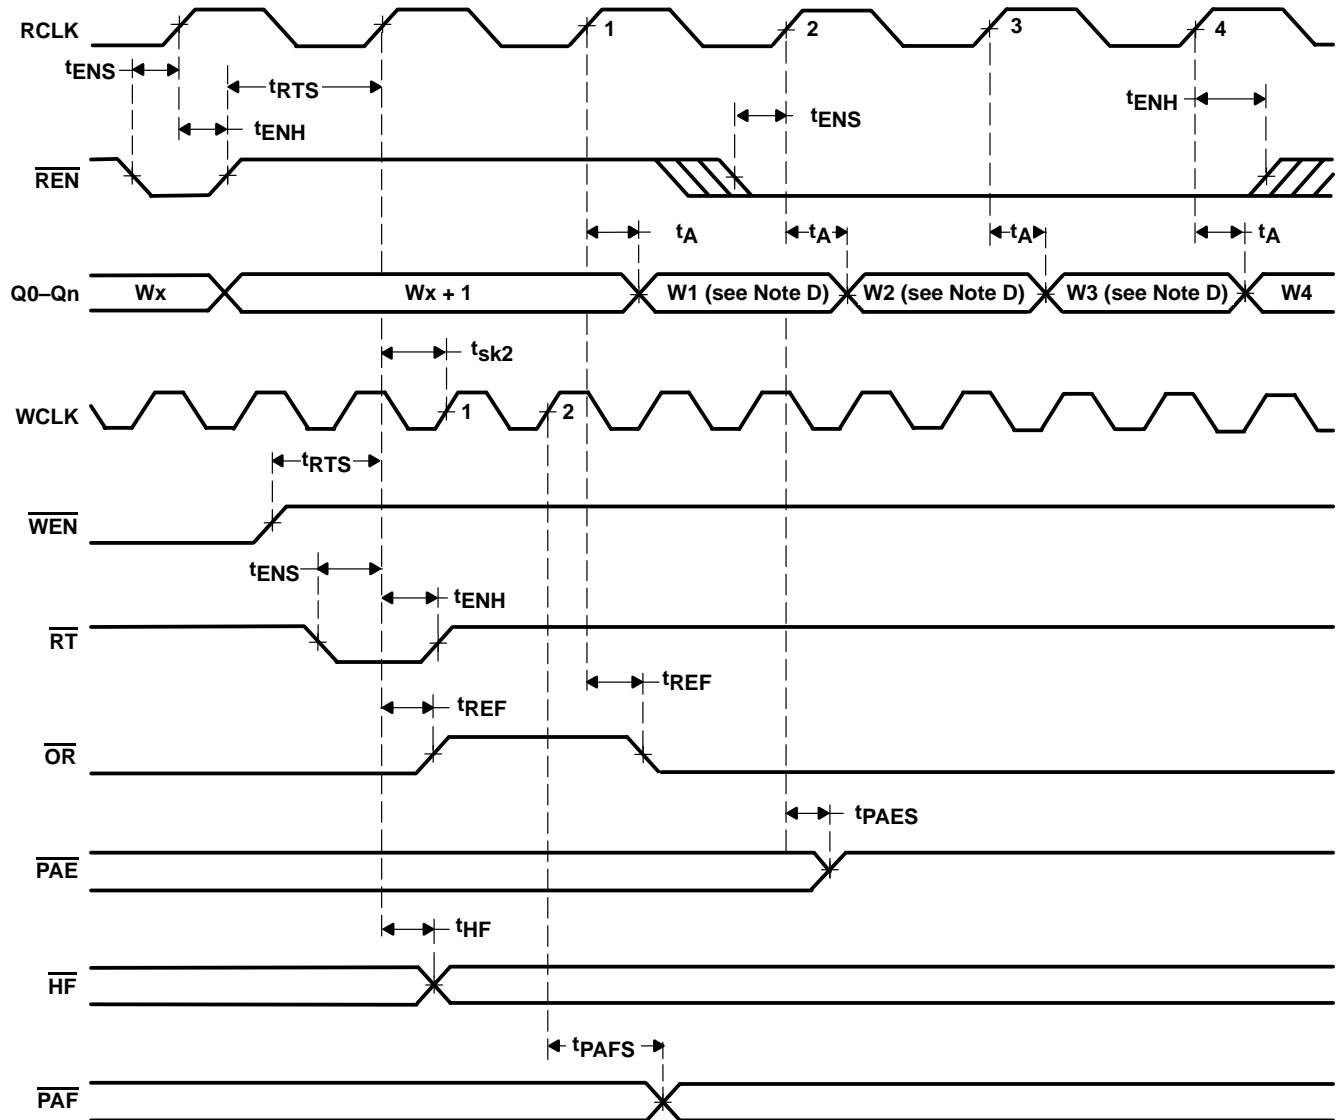 RCLK
1
2
3
4
tENS
tRTS
tENH
tENS
tENH
REN
tA
tA
tA
tA
Q0–Qn
Wx
Wx + 1
W1 (see Note D)
W2 (see Note D)
W3 (see Note D)
W4
tsk2
WCLK
1
2
tRTS
WEN
tENS
tENH
RT
tREF
tREF
OR
tPAES
PAE
tHF
HF
tPAFS
PAF